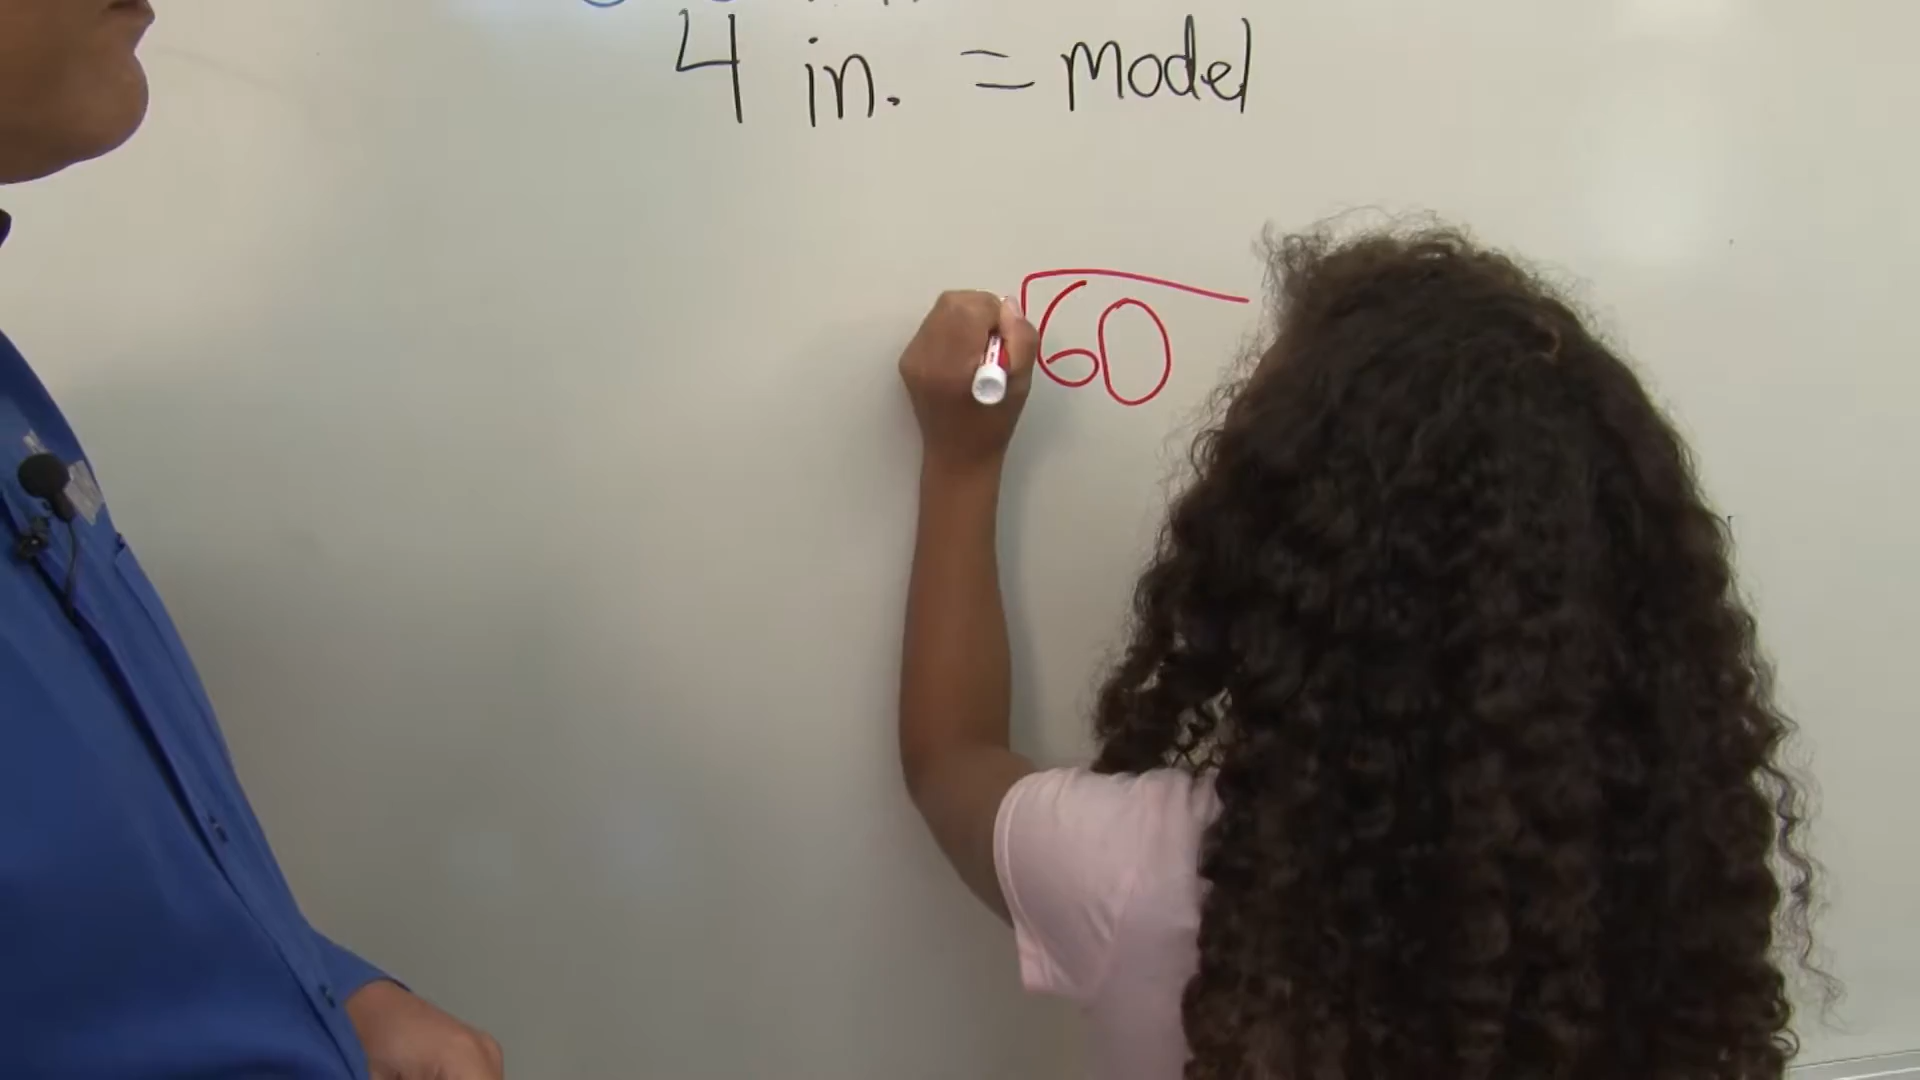 4 in. = model
60